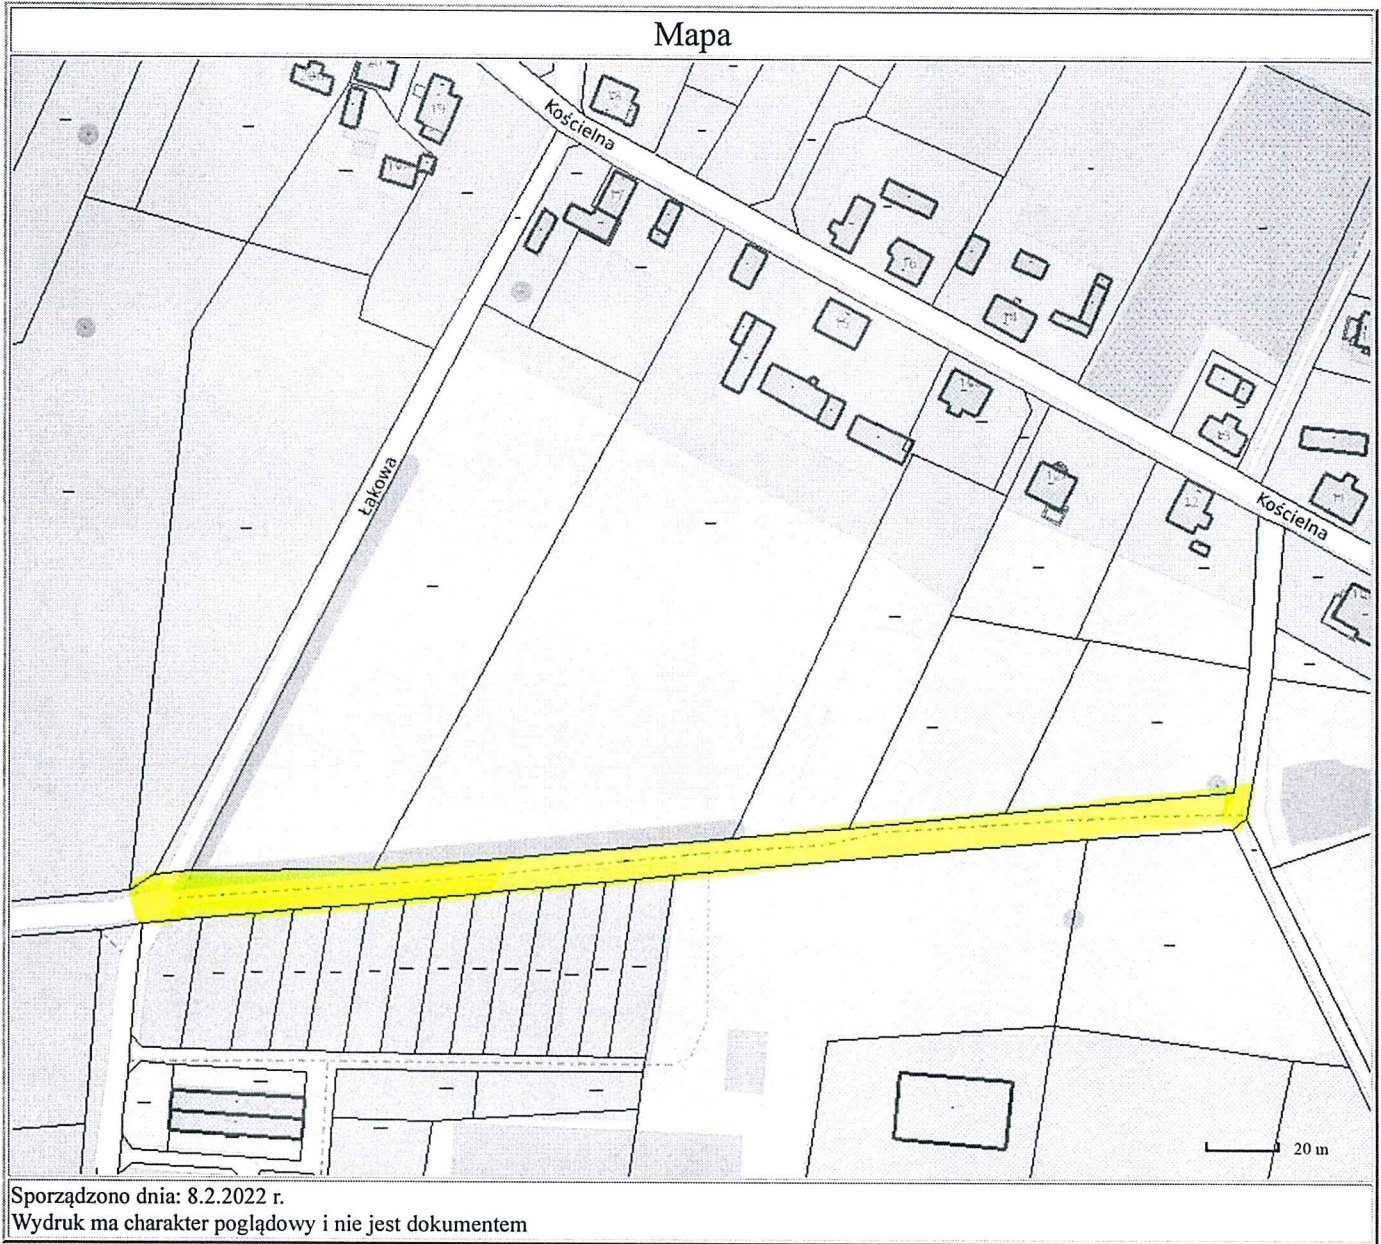 Mapa
Kościelna
Łąkowa
Kościelna
20 m
Sporządzono dnia: 8.2.2022 r.
Wydruk ma charakter poglądowy i nie jest dokumentem